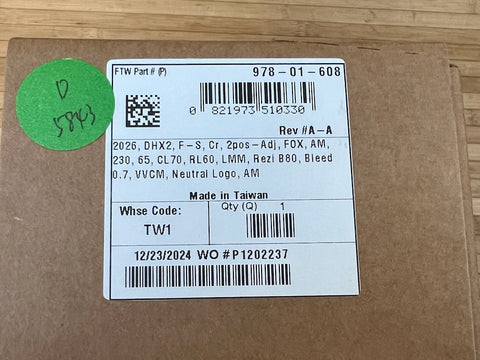 D
5843
FTW Part # (P)
978-01-608
0 821973 510330
Rev #A-A
2026, DHX2, F-S, Cr, 2pos-Adj, FOX, AM,
230, 65, CL70, RL60, LMM, Rezi B80, Bleed
0.7, VVCM, Neutral Logo, AM
Made in Taiwan
Whse Code:
TW1
Qty (Q) 1
12/23/2024 WO #P1202237